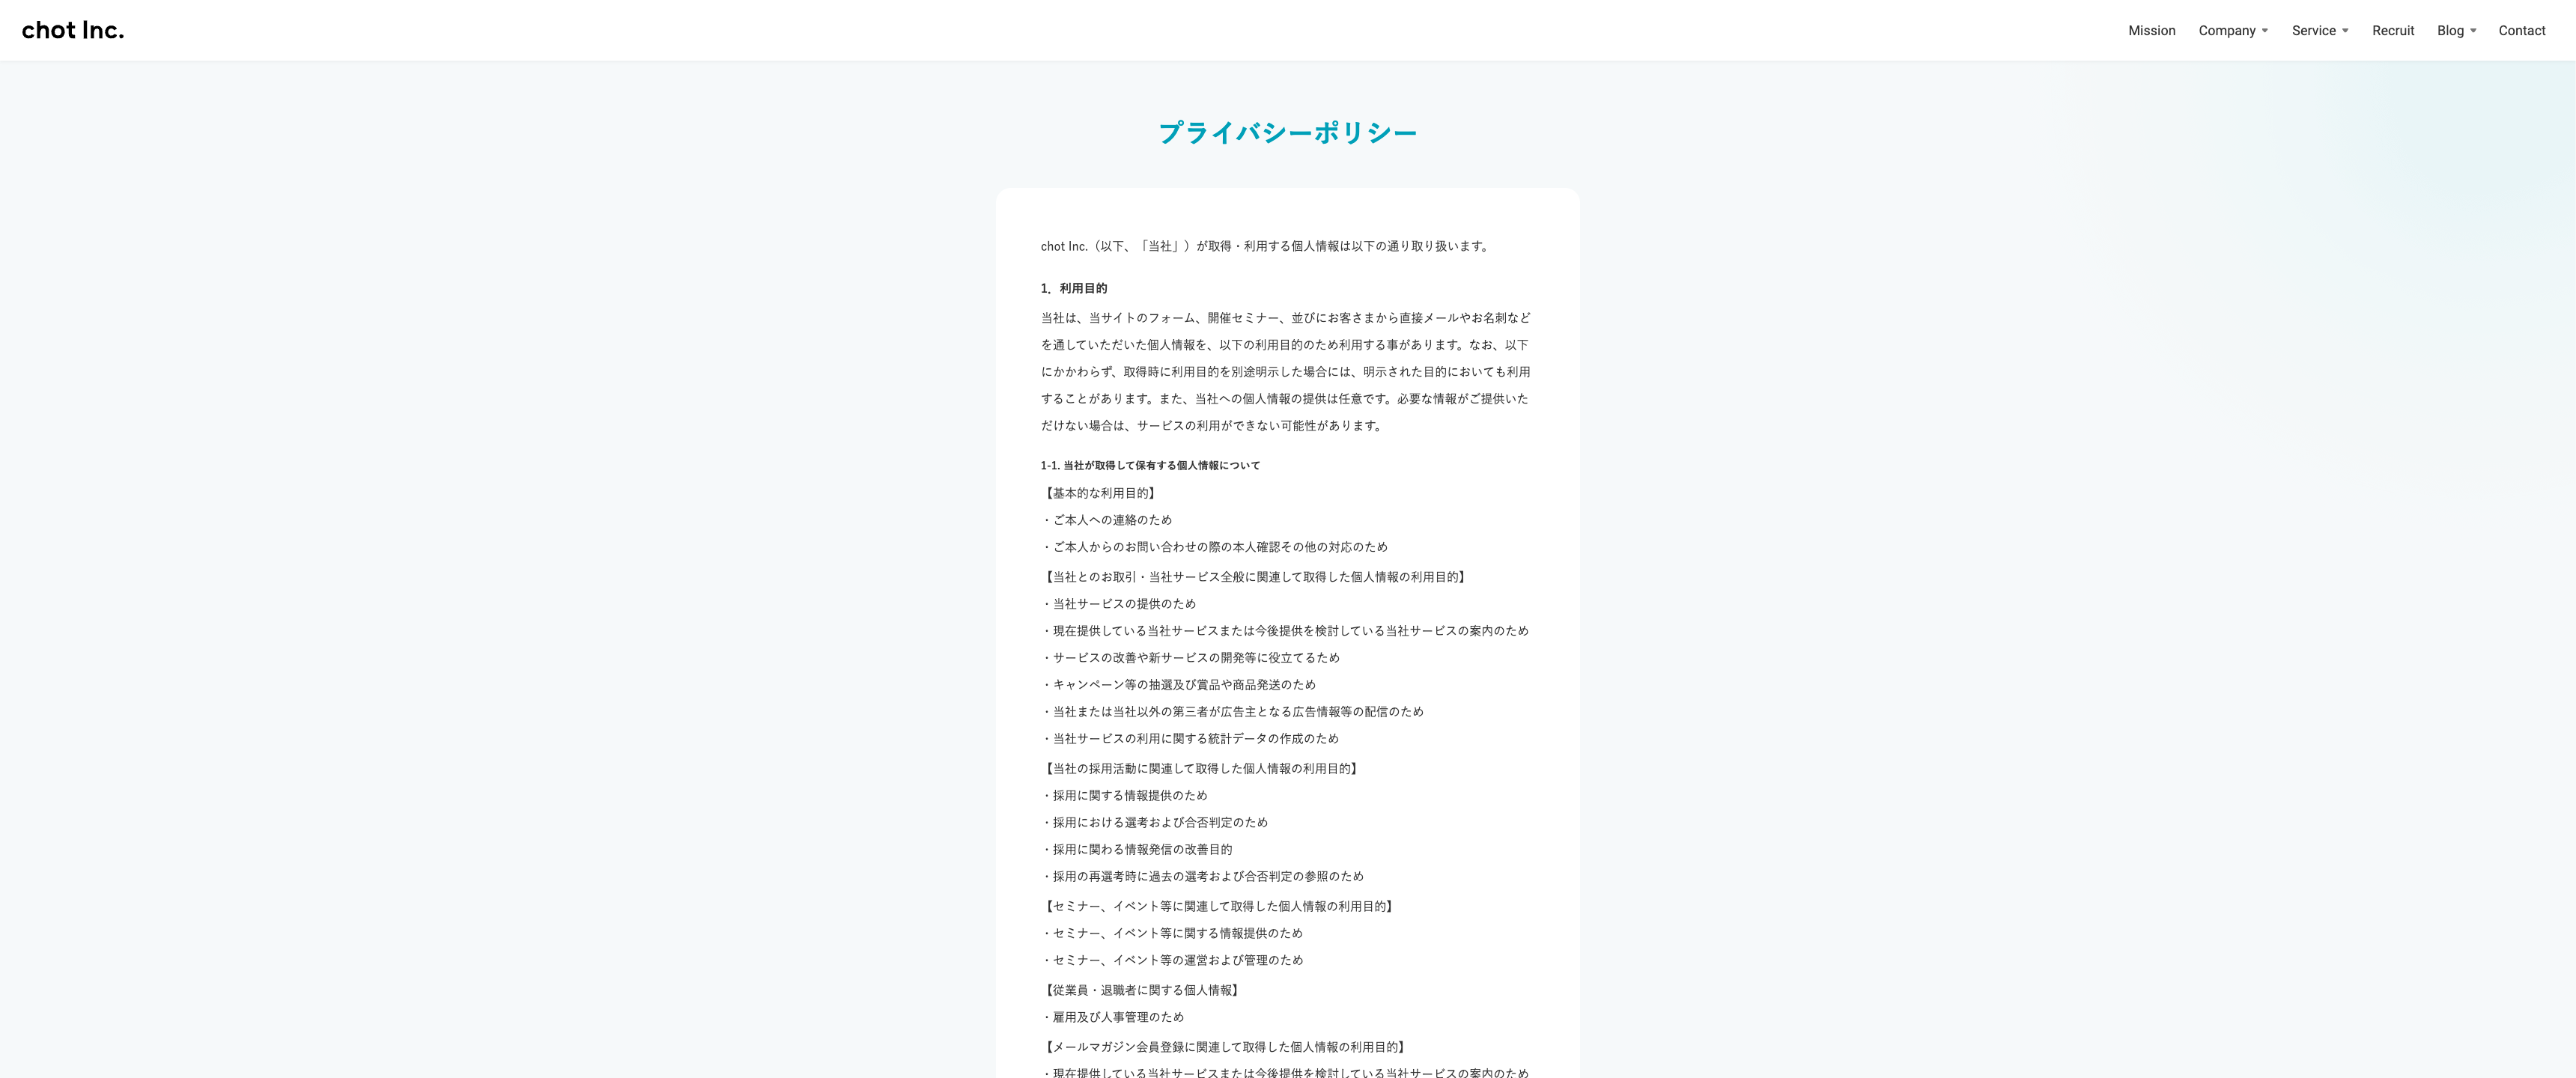 chot Inc.
Mission
Company
Service
Recruit
Blog
Contact
プライバシーポリシー
chot Inc.（以下、「当社」）が取得・利用する個人情報は以下の通り取り扱います。
1．利用目的
当社は、当サイトのフォーム、開催セミナー、並びにお客さまから直接メールやお名刺など
を通していただいた個人情報を、以下の利用目的のため利用する事があります。なお、以下
にかかわらず、取得時に利用目的を別途明示した場合には、明示された目的においても利用
することがあります。また、当社への個人情報の提供は任意です。必要な情報がご提供いた
だけない場合は、サービスの利用ができない可能性があります。
1-1. 当社が取得して保有する個人情報について
【基本的な利用目的】
・ご本人への連絡のため
・ご本人からのお問い合わせの際の本人確認その他の対応のため
【当社とのお取引・当社サービス全般に関連して取得した個人情報の利用目的】
・当社サービスの提供のため
・現在提供している当社サービスまたは今後提供を検討している当社サービスの案内のため
・サービスの改善や新サービスの開発等に役立てるため
・キャンペーン等の抽選及び賞品や商品発送のため
・当社または当社以外の第三者が広告主となる広告情報等の配信のため
・当社サービスの利用に関する統計データの作成のため
【当社の採用活動に関連して取得した個人情報の利用目的】
・採用に関する情報提供のため
・採用における選考および合否判定のため
・採用に関わる情報発信の改善目的
・採用の再選考時に過去の選考および合否判定の参照のため
【セミナー、イベント等に関連して取得した個人情報の利用目的】
・セミナー、イベント等に関する情報提供のため
・セミナー、イベント等の運営および管理のため
【従業員・退職者に関する個人情報】
・雇用及び人事管理のため
【メールマガジン会員登録に関連して取得した個人情報の利用目的】
・現在提供している当社サービスまたは今後提供を検討している当社サービスの案内のため